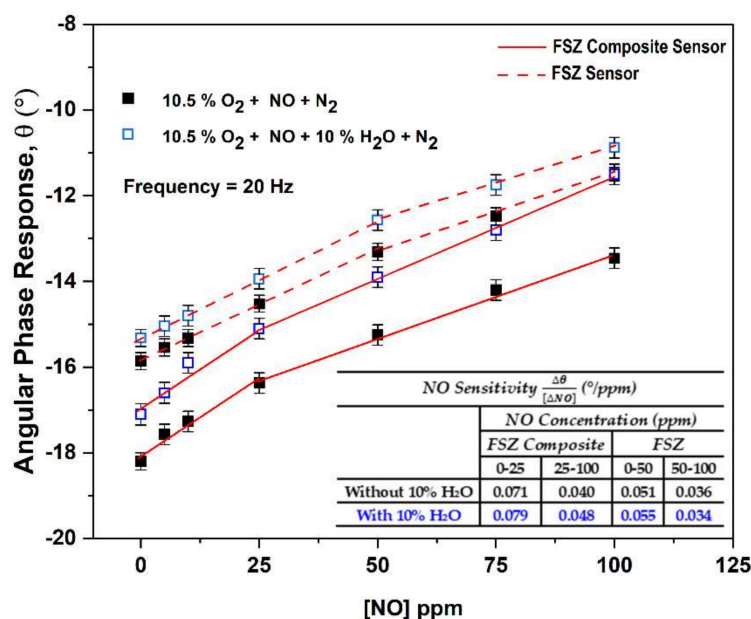 -8
-10
-12
-14
-16
-18
-20
Angular Phase Response, θ (°)
FSZ Composite Sensor
FSZ Sensor
10.5 % O2 + NO + N2
10.5 % O2 + NO + 10 % H2O + N2
Frequency = 20 Hz
NO Sensitivity Δθ/[ΔNO] (°/ppm)
NO Concentration (ppm)
FSZ Composite FSZ
0-25 25-100 0-50 50-100
Without 10% H2O 0.071 0.040 0.051 0.036
With 10% H2O 0.079 0.048 0.055 0.034
0 25 50 75 100 125
[NO] ppm